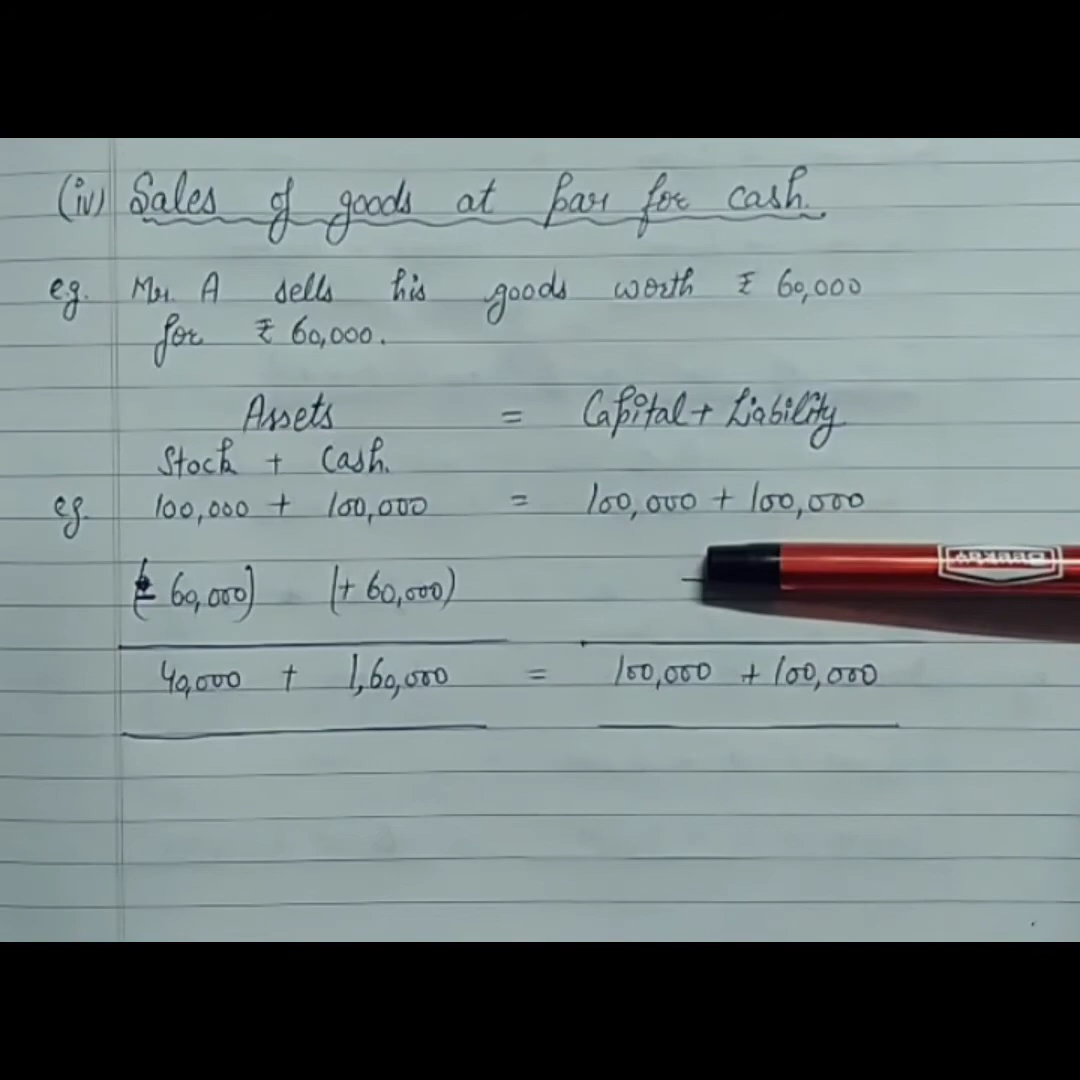 (iv) Sales of goods at par for cash.
e.g. Mr. A sells his goods worth ₹ 60,000
for ₹ 60,000.
Assets = Capital + Liability
Stock + Cash.
eg. 100,000 + 100,000 = 100,000 + 100,000
(- 60,000) (+ 60,000) -
40,000 + 1,60,000 = 100,000 + 100,000